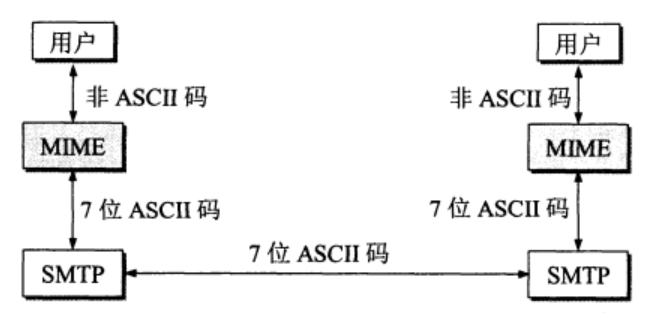 用户 用户
非 ASCII 码 非 ASCII 码
MIME MIME
7 位 ASCII 码 7 位 ASCII 码
7 位 ASCII 码
SMTP SMTP